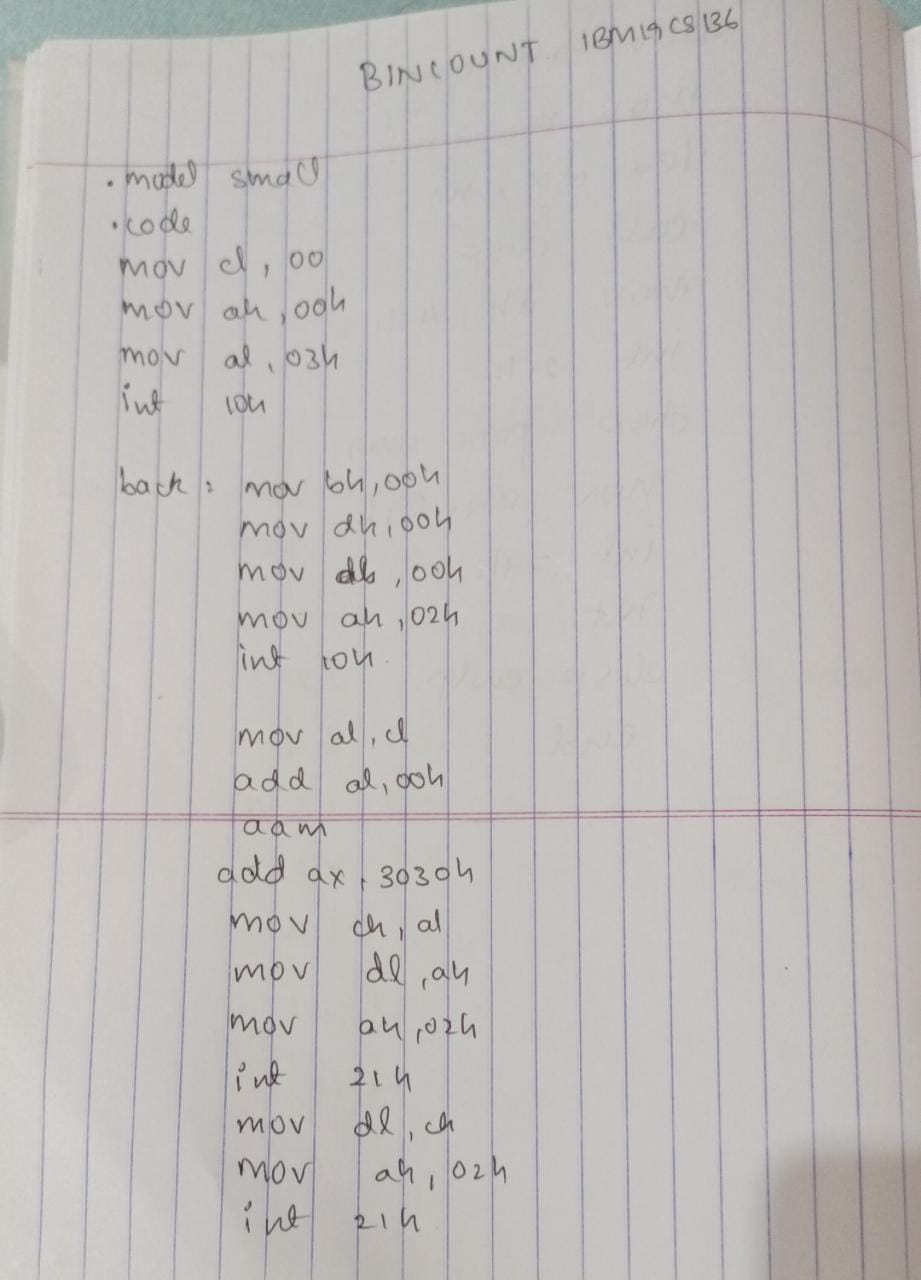 BINCOUNT 1BM19CS136
.model small
.code
mov cl, 00
mov ah, 00h
mov al, 03h
int 10h
back: mov bh, 00h
mov dh, 00h
mov dl, 00h
mov ah, 02h
int 10h
mov al, cl
add al, 00h
aam
add ax, 3030h
mov ch, al
mov dl, ah
mov ah, 02h
int 21h
mov dl, ch
mov ah, 02h
int 21h